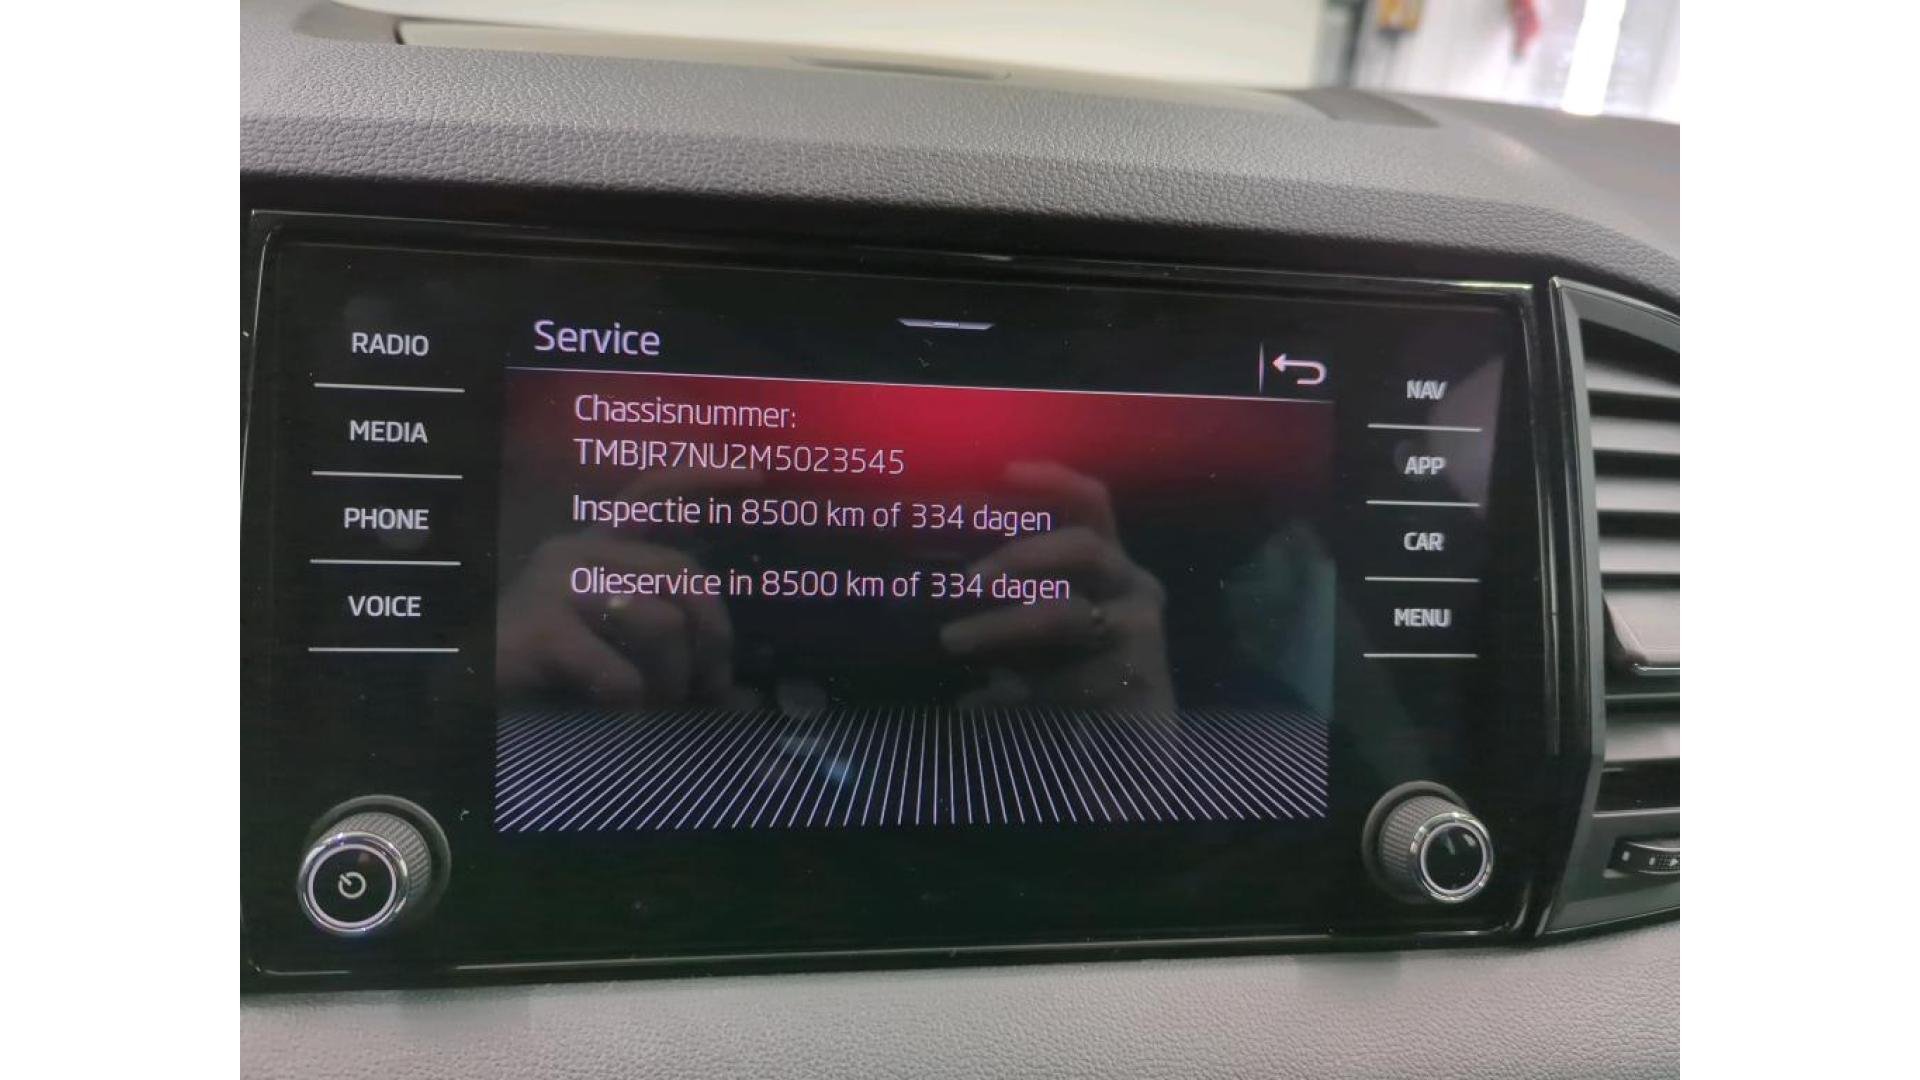 RADIO
MEDIA
PHONE
VOICE
Service
Chassisnummer:
TMBJR7NU2M5023545
Inspectie in 8500 km of 334 dagen
Olieservice in 8500 km of 334 dagen
NAV
APP
CAR
MENU